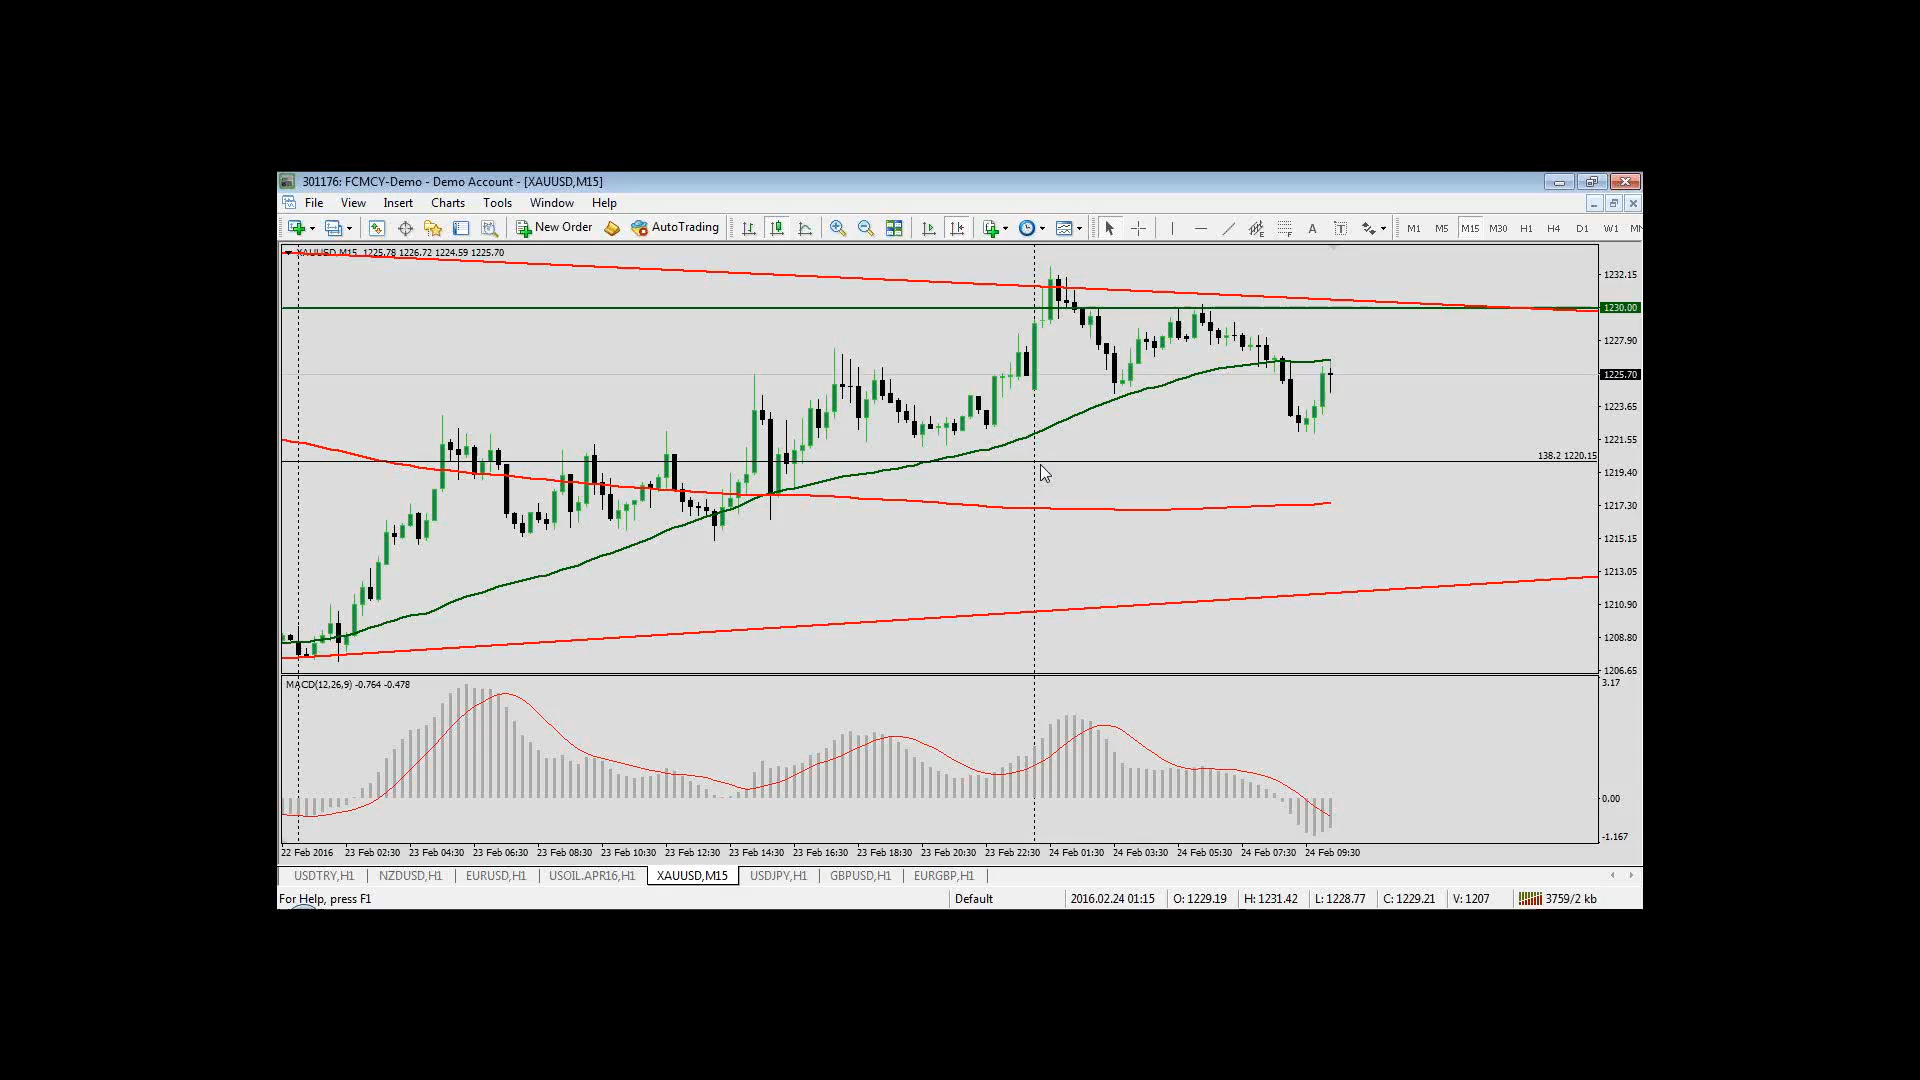 301176: FCMCY-Demo - Demo Account - [XAUUSD,M15]
File View Insert Charts Tools Window Help
New Order AutoTrading A T M1 M5 M15 M30 H1 H4 D1 W1 MN
XAUUSD,M15 1225.78 1226.72 1224.59 1225.70
1232.15
1230.00
1227.90
1225.70
1223.65
1221.55
138.2 1220.15
1219.40
1217.30
1215.15
1213.05
1210.90
1208.80
1206.65
MACD(12,26,9) -0.764 -0.478
3.17
0.00
-1.167
22 Feb 2016 23 Feb 02:30 23 Feb 04:30 23 Feb 06:30 23 Feb 08:30 23 Feb 10:30 23 Feb 12:30 23 Feb 14:30 23 Feb 16:30 23 Feb 18:30 23 Feb 20:30 23 Feb 22:30 24 Feb 01:30 24 Feb 03:30 24 Feb 05:30 24 Feb 07:30 24 Feb 09:30
USDTRY,H1 NZDUSD,H1 EURUSD,H1 USOIL.APR16,H1 XAUUSD,M15 USDJPY,H1 GBPUSD,H1 EURGBP,H1
For Help, press F1 Default 2016.02.24 01:15 O: 1229.19 H: 1231.42 L: 1228.77 C: 1229.21 V: 1207 3759/2 kb